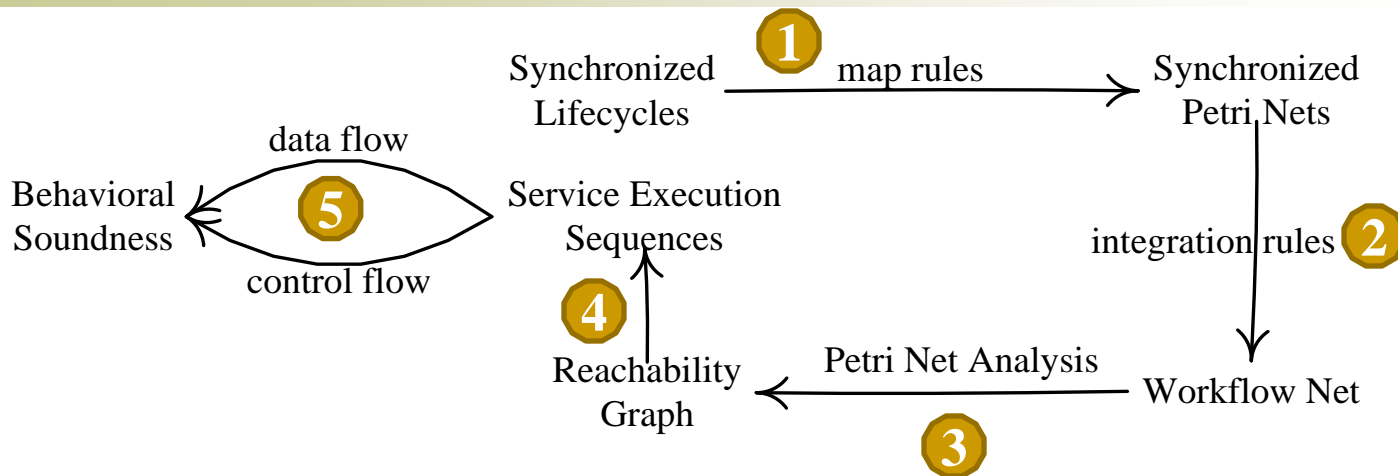 1
Synchronized
Lifecycles
map rules
Synchronized
Petri Nets
data flow
Behavioral
Soundness
5
Service Execution
Sequences
control flow
integration rules
2
4
Reachability
Graph
Petri Net Analysis
Workflow Net
3